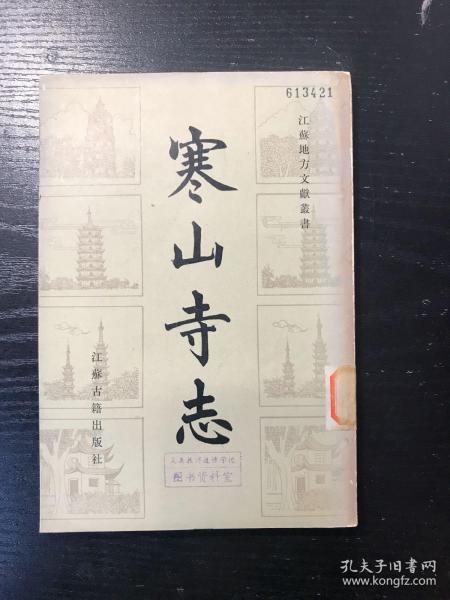 613421
江蘇地方文獻叢書
寒山寺志
江蘇古籍出版社
图书资料室
孔夫子旧书网
www.kongfz.com